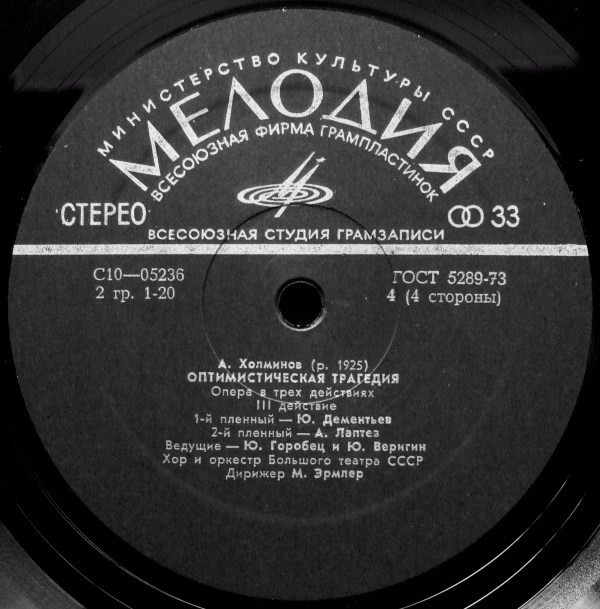 МИНИСТЕРСТВО КУЛЬТУРЫ СССР
МЕЛОДИЯ
ВСЕСОЮЗНАЯ ФИРМА ГРАМПЛАСТИНОК
СТЕРЕО
33
ВСЕСОЮЗНАЯ СТУДИЯ ГРАМЗАПИСИ
С10—05236
ГОСТ 5289-73
2 гр. 1-20
4 (4 стороны)
А. Холминов (р. 1925)
ОПТИМИСТИЧЕСКАЯ ТРАГЕДИЯ
Опера в трех действиях
III действие
1-й пленный — Ю. Дементьев
2-й пленный — А. Лаптев
Ведущие — Ю. Горобец и Ю. Веригин
Хор и оркестр Большого театра СССР
Дирижер М. Эрмлер